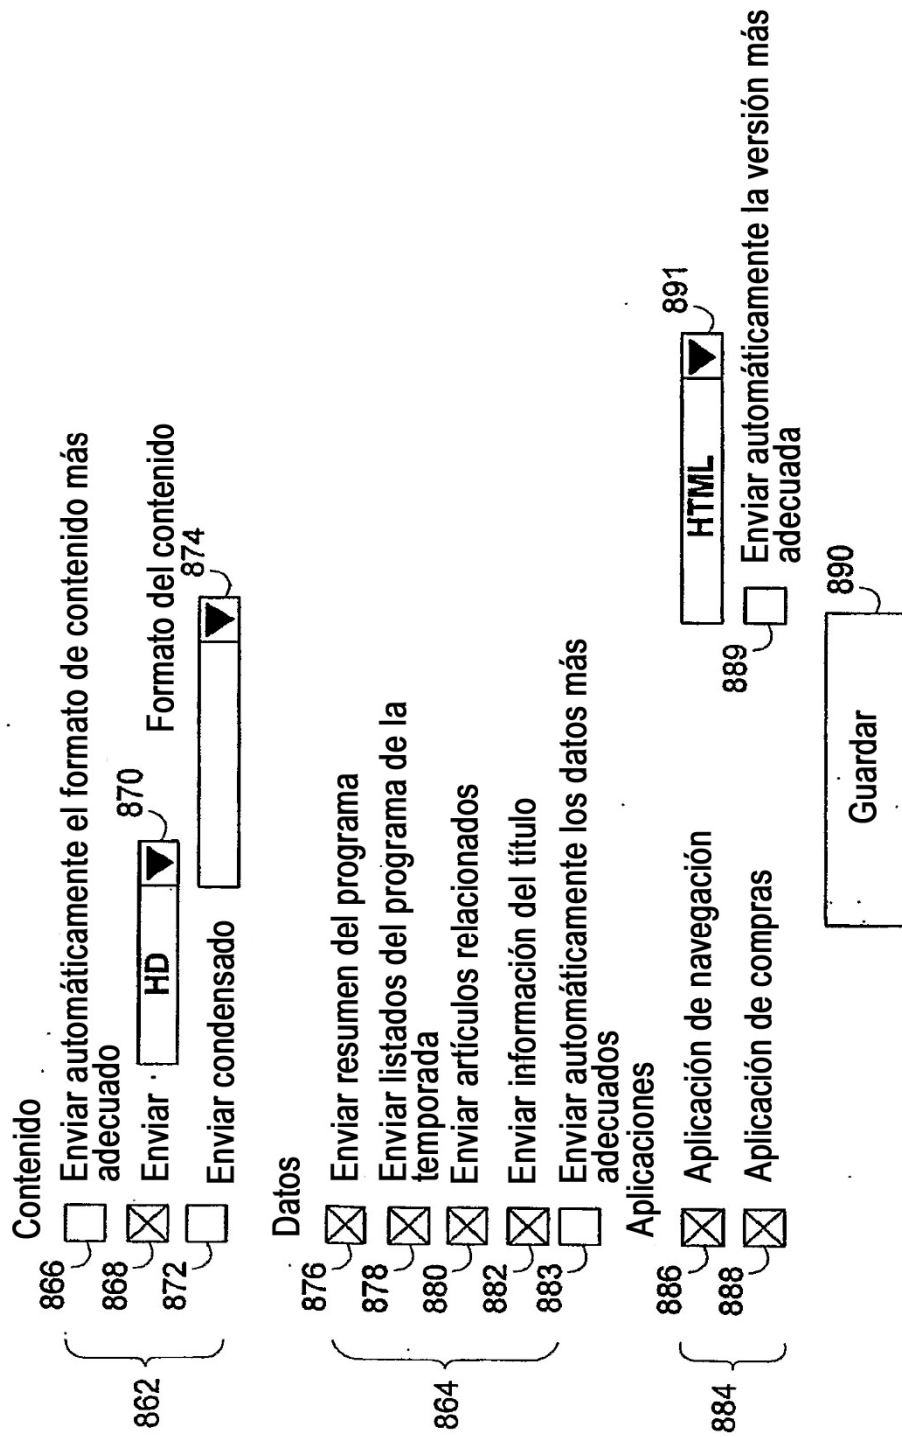 Contenido
866 Enviar automáticamente el formato de contenido más
adecuado
868 Enviar HD 870
Formato del contenido
872 Enviar condensado 874
862
Datos
876 Enviar resumen del programa
878 Enviar listados del programa de la
temporada
880 Enviar artículos relacionados
882 Enviar información del título
883 Enviar automáticamente los datos más
adecuados
864
Aplicaciones
886 Aplicación de navegación HTML 891
888 Aplicación de compras 889 Enviar automáticamente la versión más
adecuada
884
Guardar 890